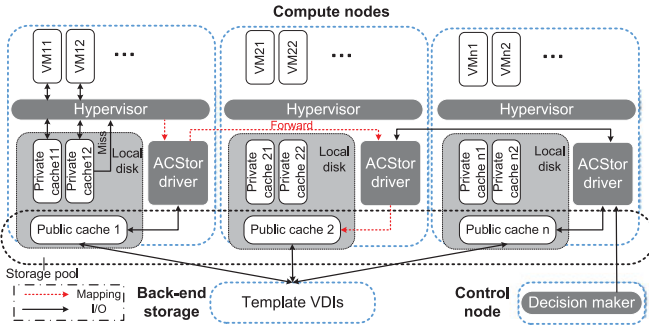 Compute nodes
VM11
VM12
...
VM21
VM22
...
VMn1
VMn2
...
Hypervisor
Hypervisor
Hypervisor
Forward
Miss
Private
cache11
Private
cache12
Local
disk
ACStor
driver
Private
cache 21
Private
cache 22
Local
disk
ACStor
driver
Private
cache n1
Private
cache n2
Local
disk
ACStor
driver
Public cache 1
Public cache 2
Public cache n
Storage pool
Mapping
I/O
Back-end
storage
Template VDIs
Control
node
Decision maker